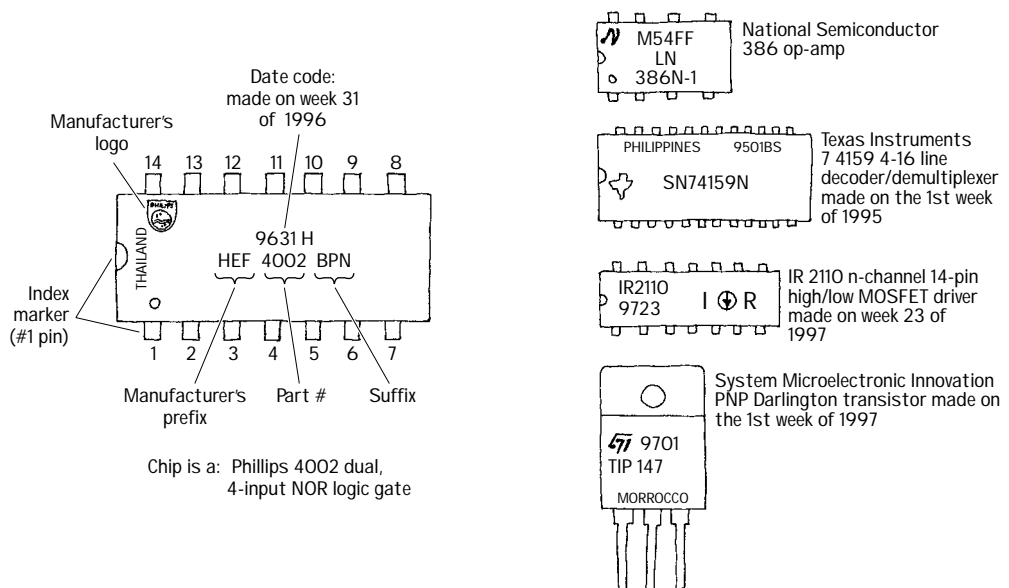 Date code:
made on week 31
of 1996
Manufacturer's
logo
14 13 12 11 10 9 8
PHILIPS
THAILAND
9631 H
HEF 4002 BPN
Index
marker
(#1 pin)
1 2 3 4 5 6 7
Manufacturer's
prefix
Part #
Suffix
Chip is a: Phillips 4002 dual,
4-input NOR logic gate
M54FF
LN
386N-1
National Semiconductor
386 op-amp
PHILIPPINES 9501BS
SN74159N
Texas Instruments
7 4159 4-16 line
decoder/demultiplexer
made on the 1st week
of 1995
IR2110
9723
I R
IR 2110 n-channel 14-pin
high/low MOSFET driver
made on week 23 of
1997
ST 9701
TIP 147
MORROCCO
System Microelectronic Innovation
PNP Darlington transistor made on
the 1st week of 1997